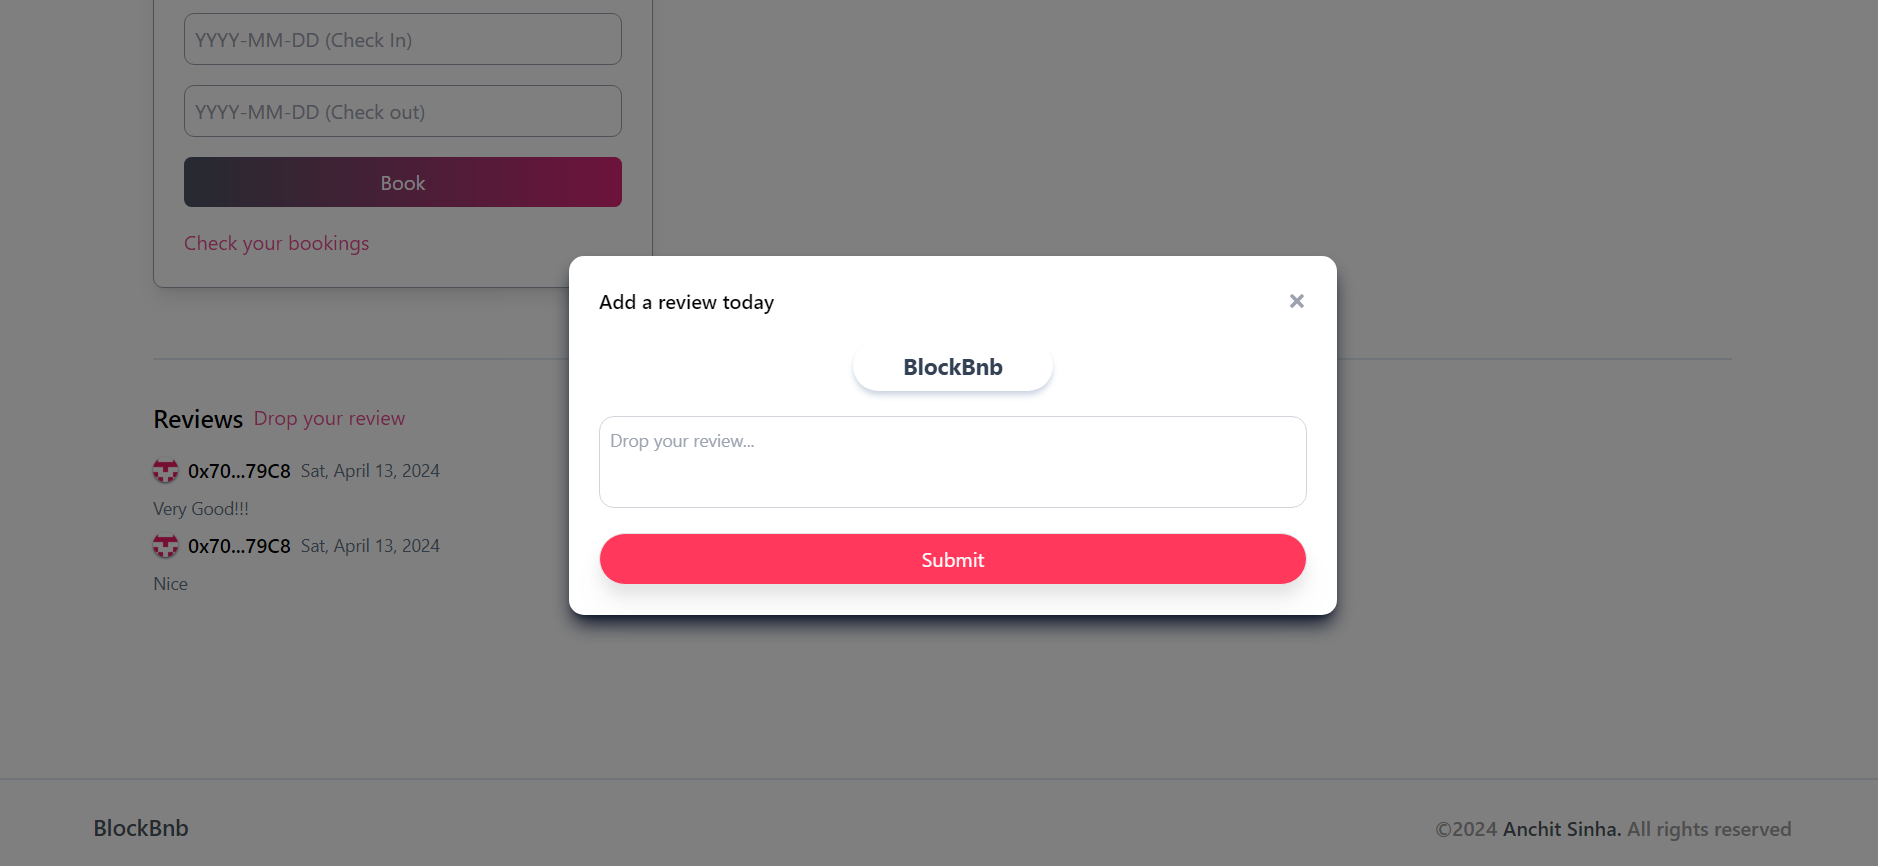 YYYY-MM-DD (Check In)
YYYY-MM-DD (Check out)
Book
Check your bookings
Add a review today
BlockBnb
Drop your review...
Submit
Reviews Drop your review
0x70...79C8 Sat, April 13, 2024
Very Good!!!
0x70...79C8 Sat, April 13, 2024
Nice
BlockBnb
©2024 Anchit Sinha. All rights reserved